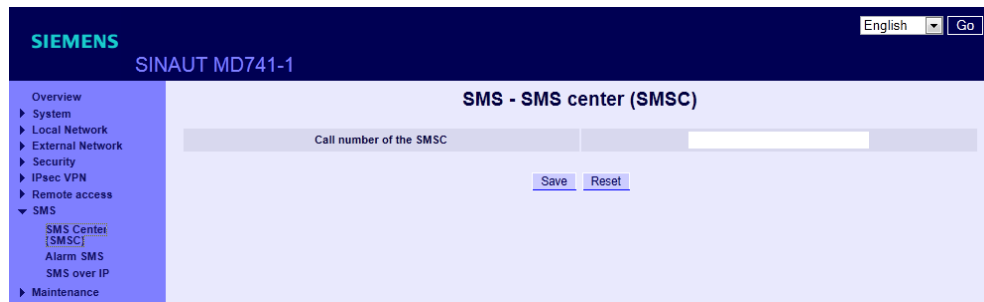 SIEMENS
English
Go
SINAUT MD741-1
Overview
System
Local Network
External Network
Security
IPsec VPN
Remote access
SMS
SMS Center
[SMSC]
Alarm SMS
SMS over IP
Maintenance
SMS - SMS center (SMSC)
Call number of the SMSC
Save Reset